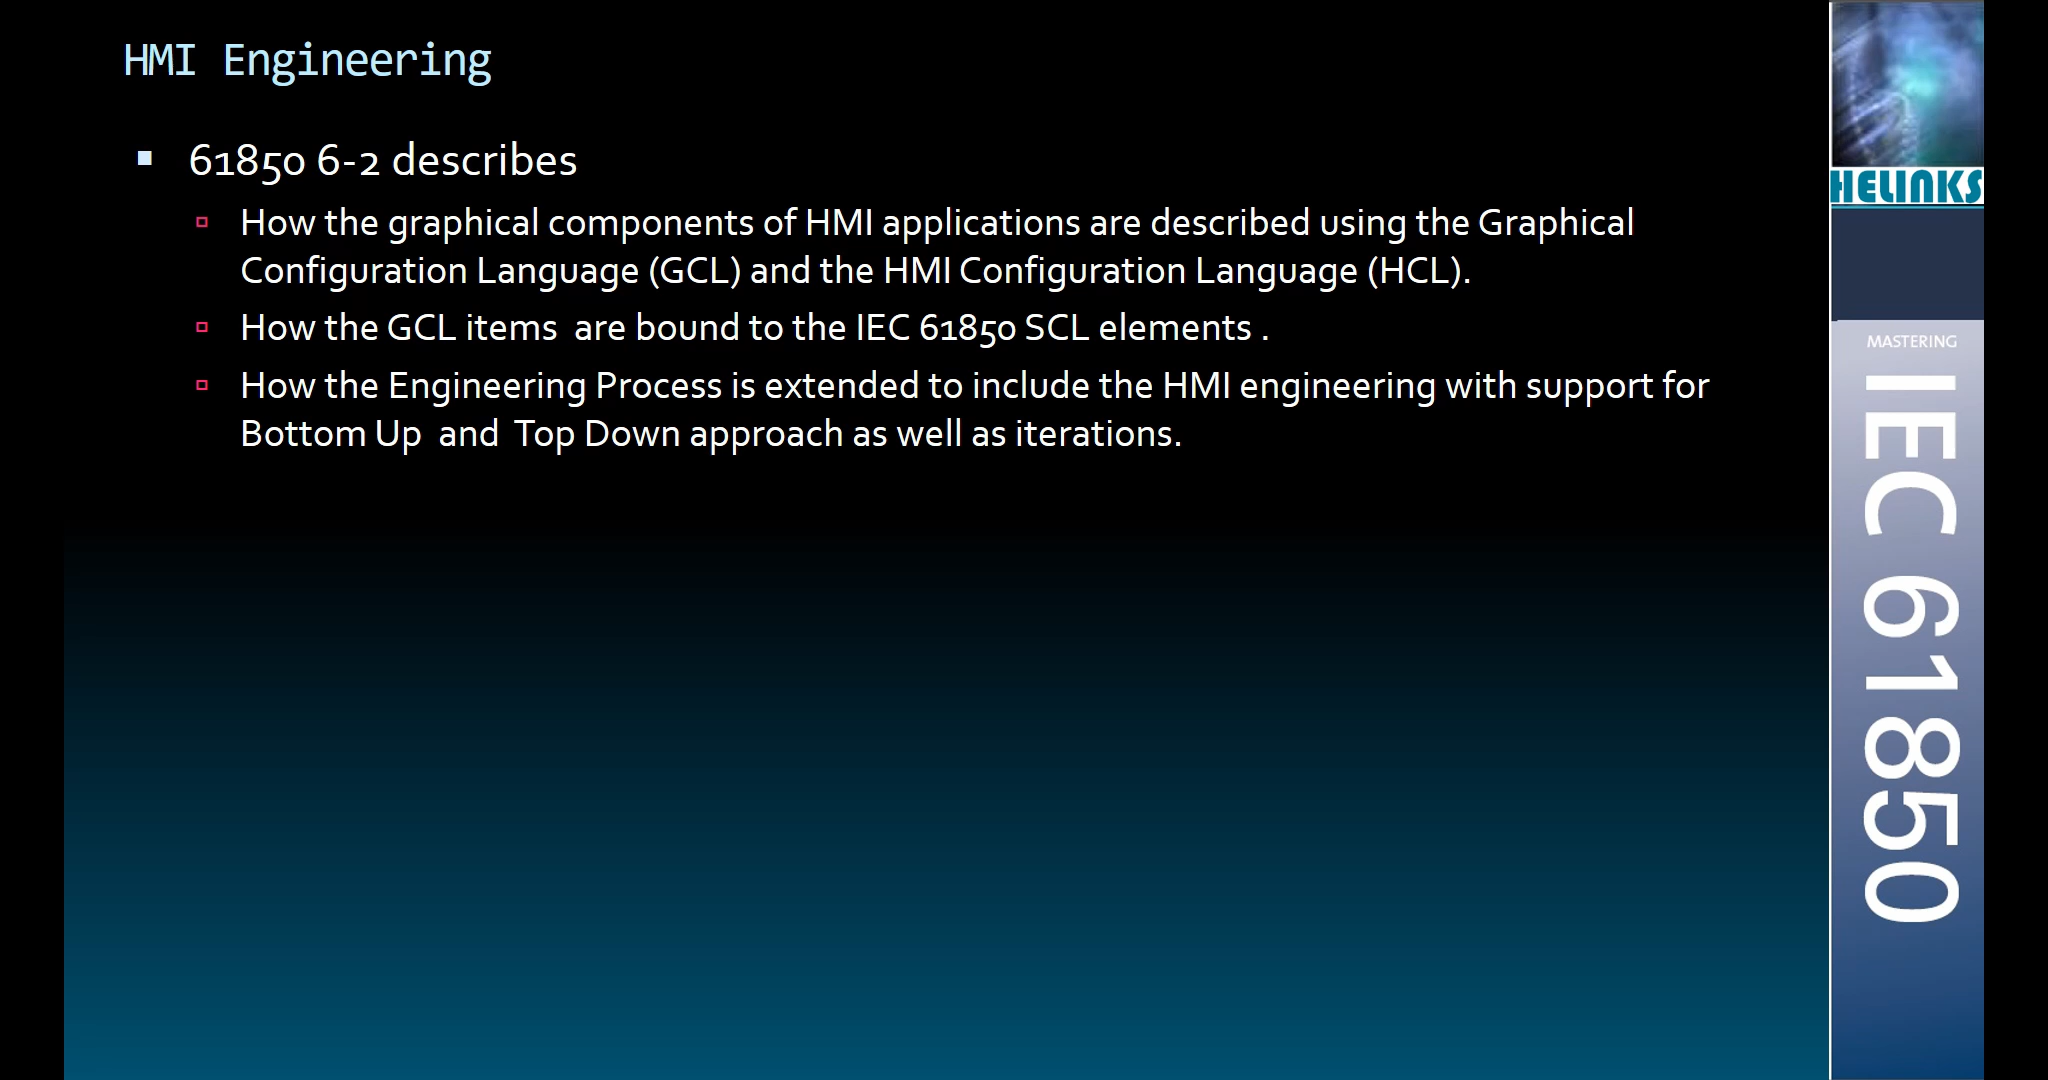 HMI Engineering
61850 6-2 describes
How the graphical components of HMI applications are described using the Graphical
Configuration Language (GCL) and the HMI Configuration Language (HCL).
How the GCL items  are bound to the IEC 61850 SCL elements .
How the Engineering Process is extended to include the HMI engineering with support for
Bottom Up  and  Top Down approach as well as iterations.
HELINKS
MASTERING
IEC 61850